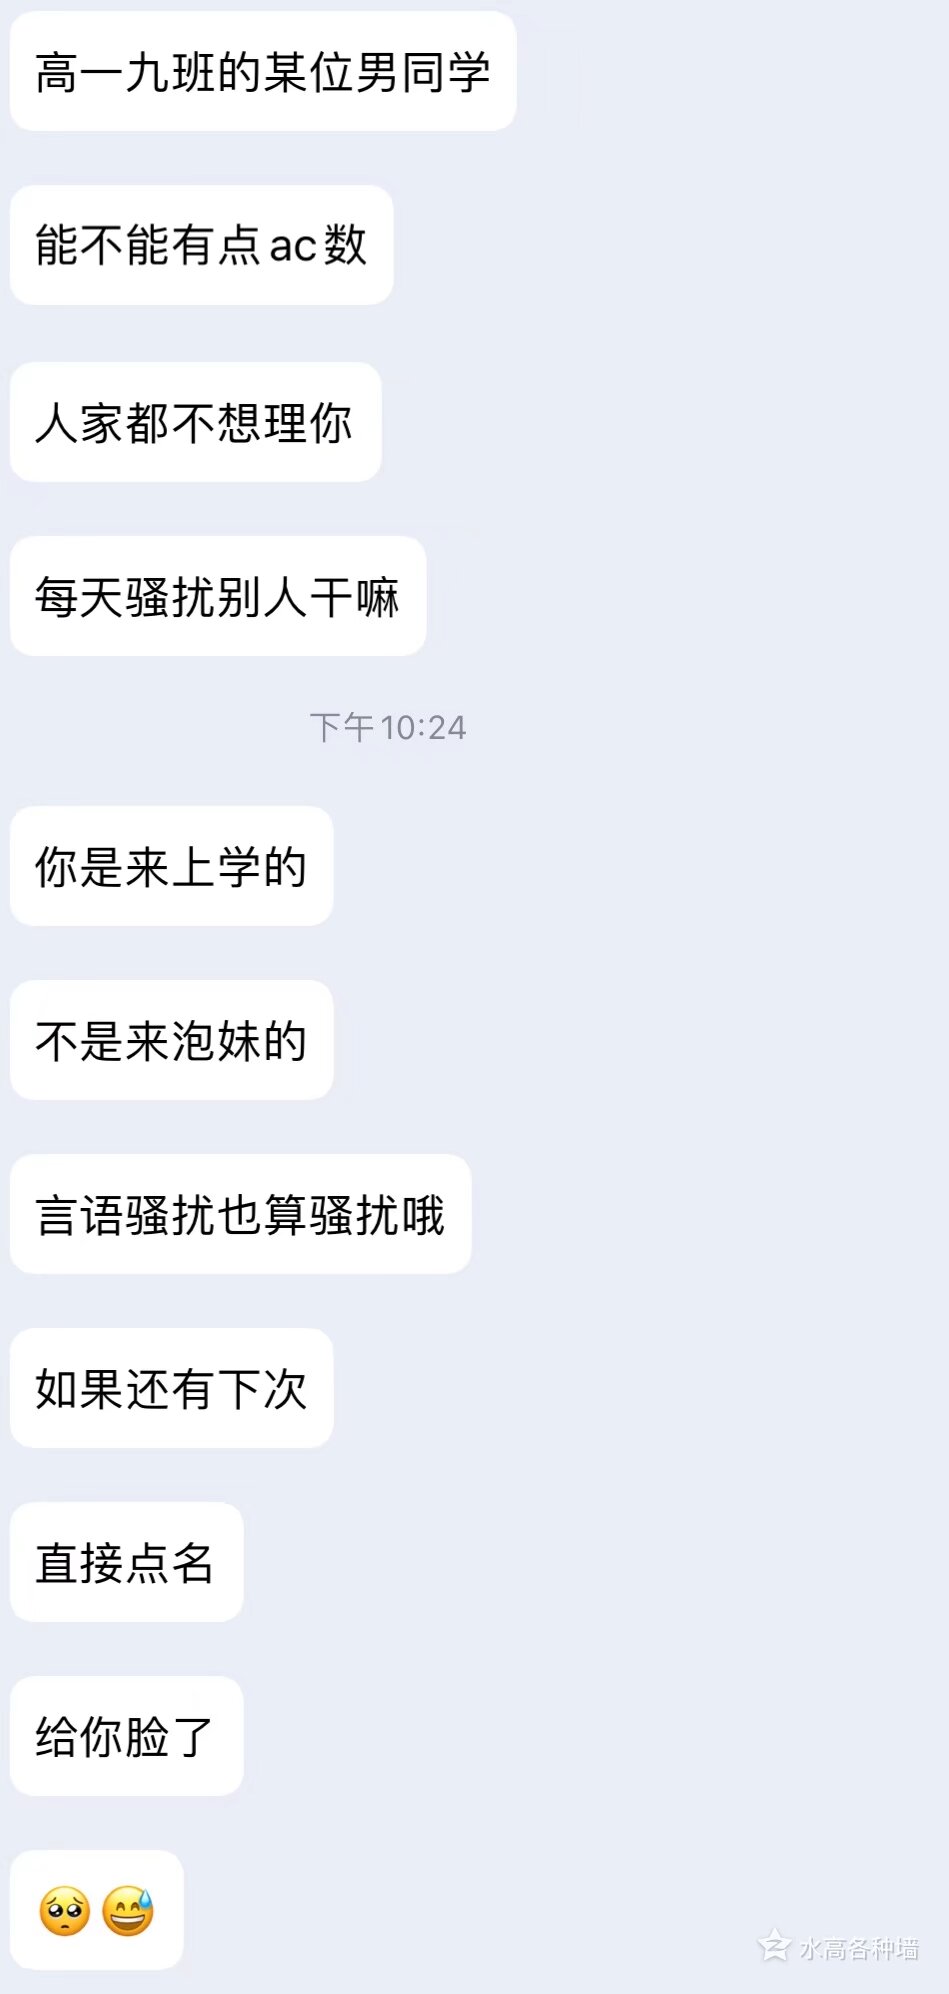 高一九班的某位男同学
能不能有点ac数
人家都不想理你
每天骚扰别人干嘛
下午10:24
你是来上学的
不是来泡妹的
言语骚扰也算骚扰哦
如果还有下次
直接点名
给你脸了
🥺😅
水高各种墙